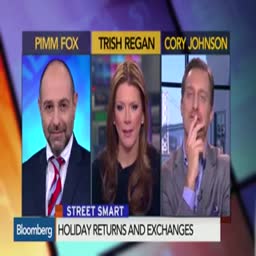 PIMM FOX
TRISH REGAN
CORY JOHNSON
STREET SMART
Bloomberg
HOLIDAY RETURNS AND EXCHANGES